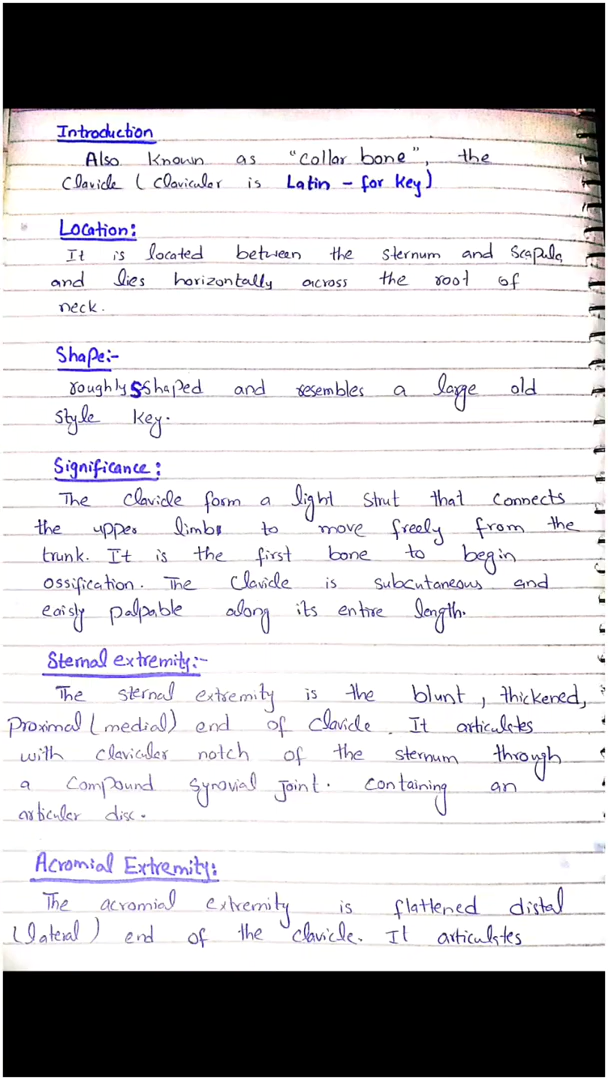 Introduction
Also Known as "Collar bone", the
Clavicle ( Clavicular is Latin - for Key)
Location:
It is located between the sternum and Scapula
and lies horizontally across the root of
neck.
Shape:-
roughly S shaped and resembles a large old
style key.
Significance:
The clavicle form a light strut that connects
the upper limbs to move freely from the
trunk. It is the first bone to begin
ossification. The Clavicle is subcutaneous and
eaisly palpable along its entire length.
Sternal extremity:-
The sternal extremity is the blunt, thickened,
Proximal (medial) end of clavicle. It articulates
with clavicular notch of the sternum through
a Compound Synovial Joint. Containing an
articular disc.
Acromial Extremity:
The acromial extremity is flattened distal
(lateral) end of the clavicle. It articulates